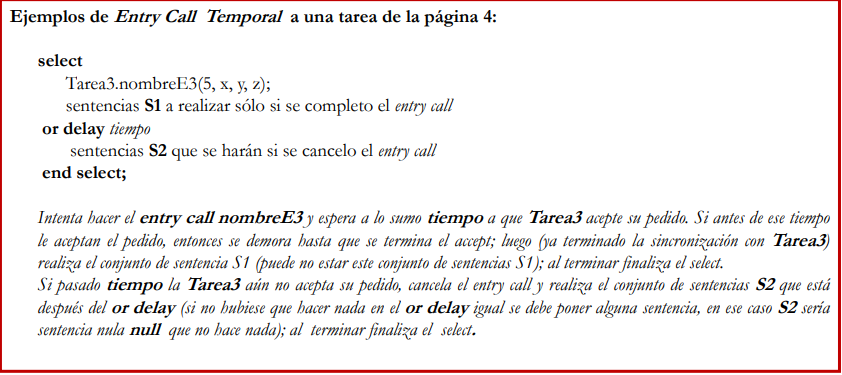 Ejemplos de Entry Call Temporal a una tarea de la página 4:
select
Tarea3.nombreE3(5, x, y, z);
sentencias S1 a realizar sólo si se completo el entry call
or delay tiempo
sentencias S2 que se harán si se cancelo el entry call
end select;
Intenta hacer el entry call nombreE3 y espera a lo sumo tiempo a que Tarea3 acepte su pedido. Si antes de ese tiempo
le aceptan el pedido, entonces se demora hasta que se termina el accept; luego (ya terminado la sincronización con Tarea3)
realiza el conjunto de sentencia S1 (puede no estar este conjunto de sentencias S1); al terminar finaliza el select.
Si pasado tiempo la Tarea3 aún no acepta su pedido, cancela el entry call y realiza el conjunto de sentencias S2 que está
después del or delay (si no hubiese que hacer nada en el or delay igual se debe poner alguna sentencia, en ese caso S2 sería
sentencia nula null que no hace nada); al terminar finaliza el select.